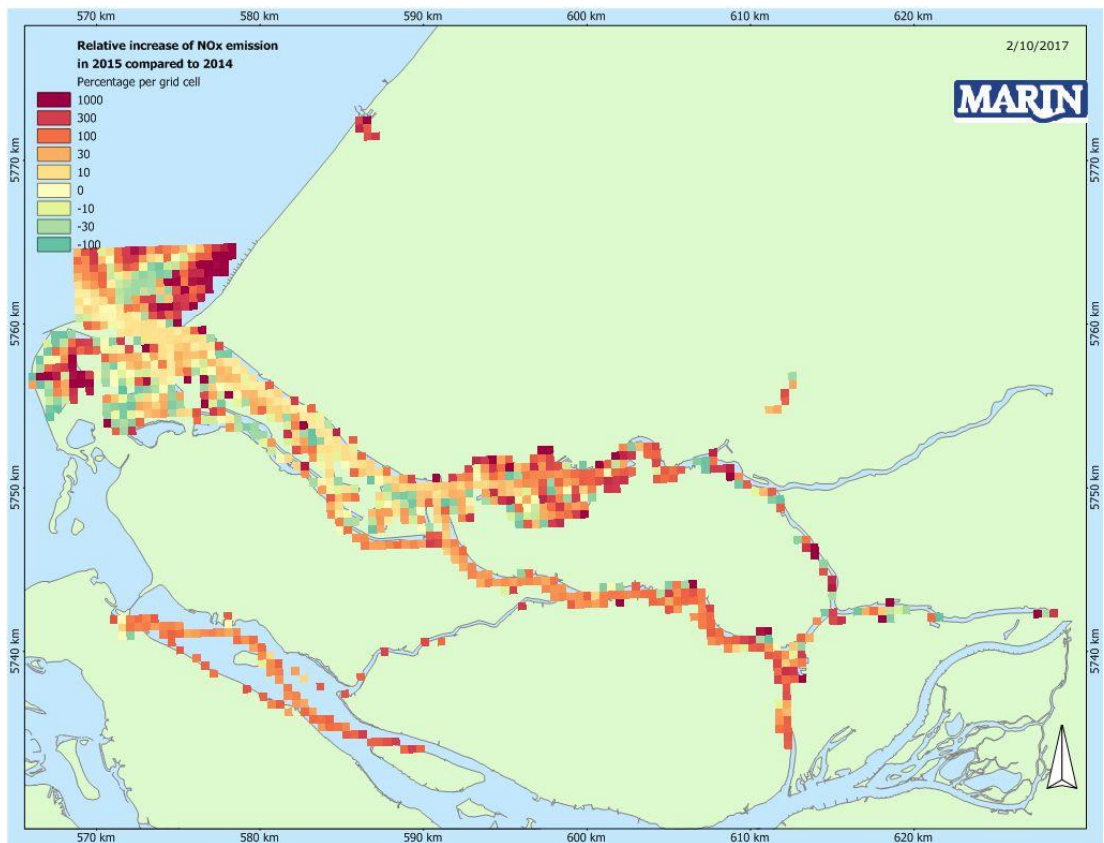 570 km
580 km
590 km
600 km
610 km
620 km
Relative increase of NOx emission
in 2015 compared to 2014
Percentage per grid cell
1000
300
100
30
10
0
-10
-30
-100
2/10/2017
MARIN
5770 km
5770 km
5760 km
5760 km
5750 km
5750 km
5740 km
5740 km
570 km
580 km
590 km
600 km
610 km
620 km